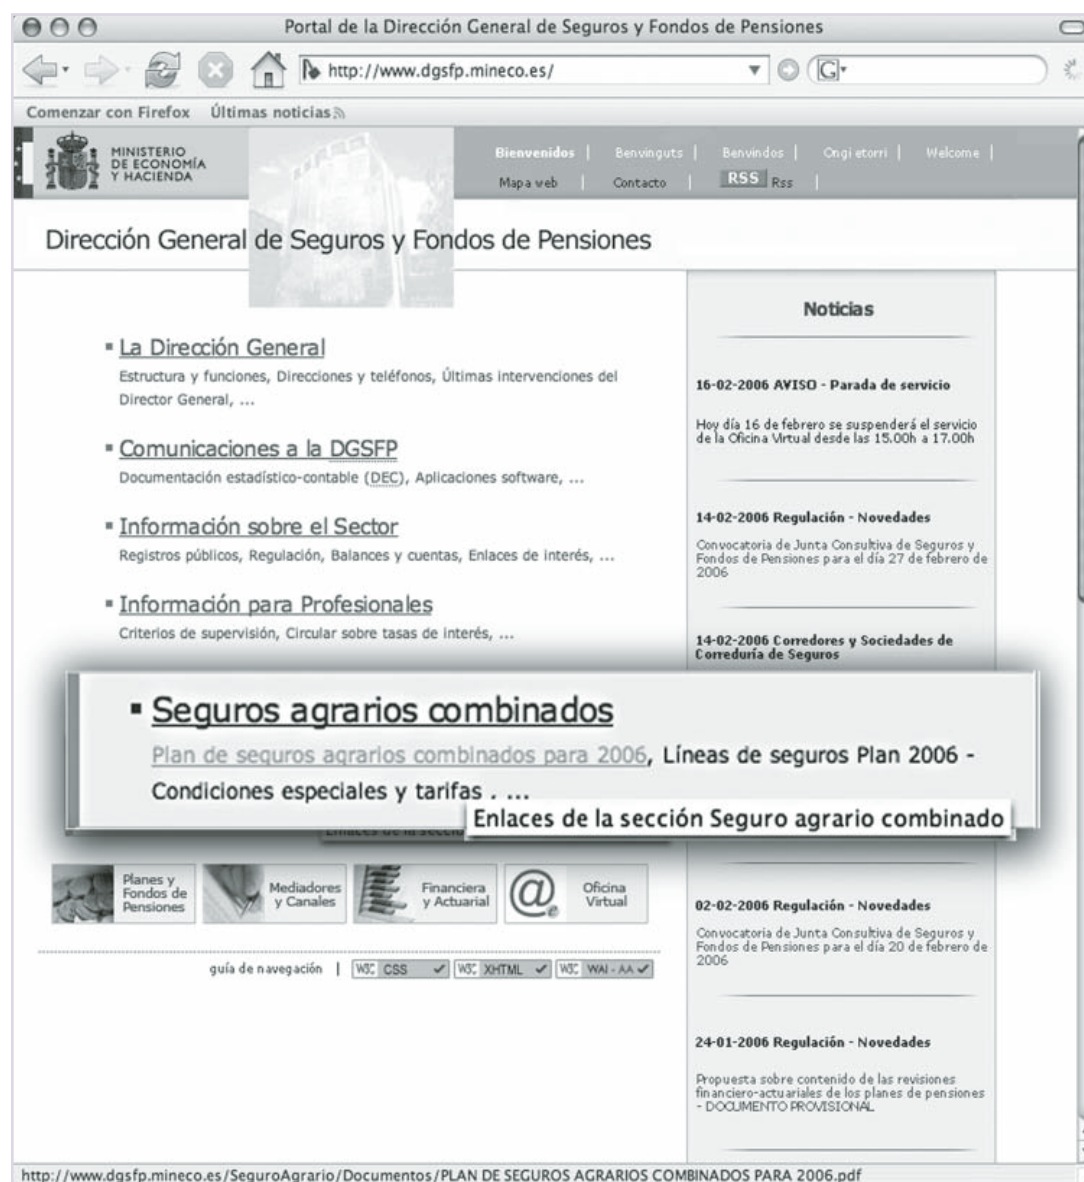 Portal de la Dirección General de Seguros y Fondos de Pensiones
http://www.dgsfp.mineco.es/
G
Comenzar con Firefox Últimas noticias
MINISTERIO
DE ECONOMÍA
Y HACIENDA
Bienvenidos | Benvinguts | Benvindos | Ongi etorri | Welcome |
Mapa web | Contacto | RSS Rss |
Dirección General de Seguros y Fondos de Pensiones
La Dirección General
Estructura y funciones, Direcciones y teléfonos, Últimas intervenciones del
Director General, ...
Comunicaciones a la DGSFP
Documentación estadístico-contable (DEC), Aplicaciones software, ...
Información sobre el Sector
Registros públicos, Regulación, Balances y cuentas, Enlaces de interés, ...
Información para Profesionales
Criterios de supervisión, Circular sobre tasas de interés, ...
Seguros agrarios combinados
Plan de seguros agrarios combinados para 2006, Líneas de seguros Plan 2006 -
Condiciones especiales y tarifas . ...
Enlaces de la sección Seguro agrario combinado
Planes y
Fondos de
Pensiones
Mediadores
y Canales
Financiera
y Actuarial
@
Oficina
Virtual
guía de navegación | W3C CSS W3C XHTML W3C WAI - AA
Noticias
16-02-2006 AVISO - Parada de servicio
Hoy día 16 de febrero se suspenderá el servicio
de la Oficina Virtual desde las 15.00h a 17.00h
14-02-2006 Regulación - Novedades
Convocatoria de Junta Consultiva de Seguros y
Fondos de Pensiones para el día 27 de febrero de
2006
14-02-2006 Corredores y Sociedades de
Correduría de Seguros
02-02-2006 Regulación - Novedades
Convocatoria de Junta Consultiva de Seguros y
Fondos de Pensiones para el día 20 de febrero de
2006
24-01-2006 Regulación - Novedades
Propuesta sobre contenido de las revisiones
financiero-actuariales de los planes de pensiones
- DOCUMENTO PROVISIONAL
http://www.dgsfp.mineco.es/SeguroAgrario/Documentos/PLAN DE SEGUROS AGRARIOS COMBINADOS PARA 2006.pdf